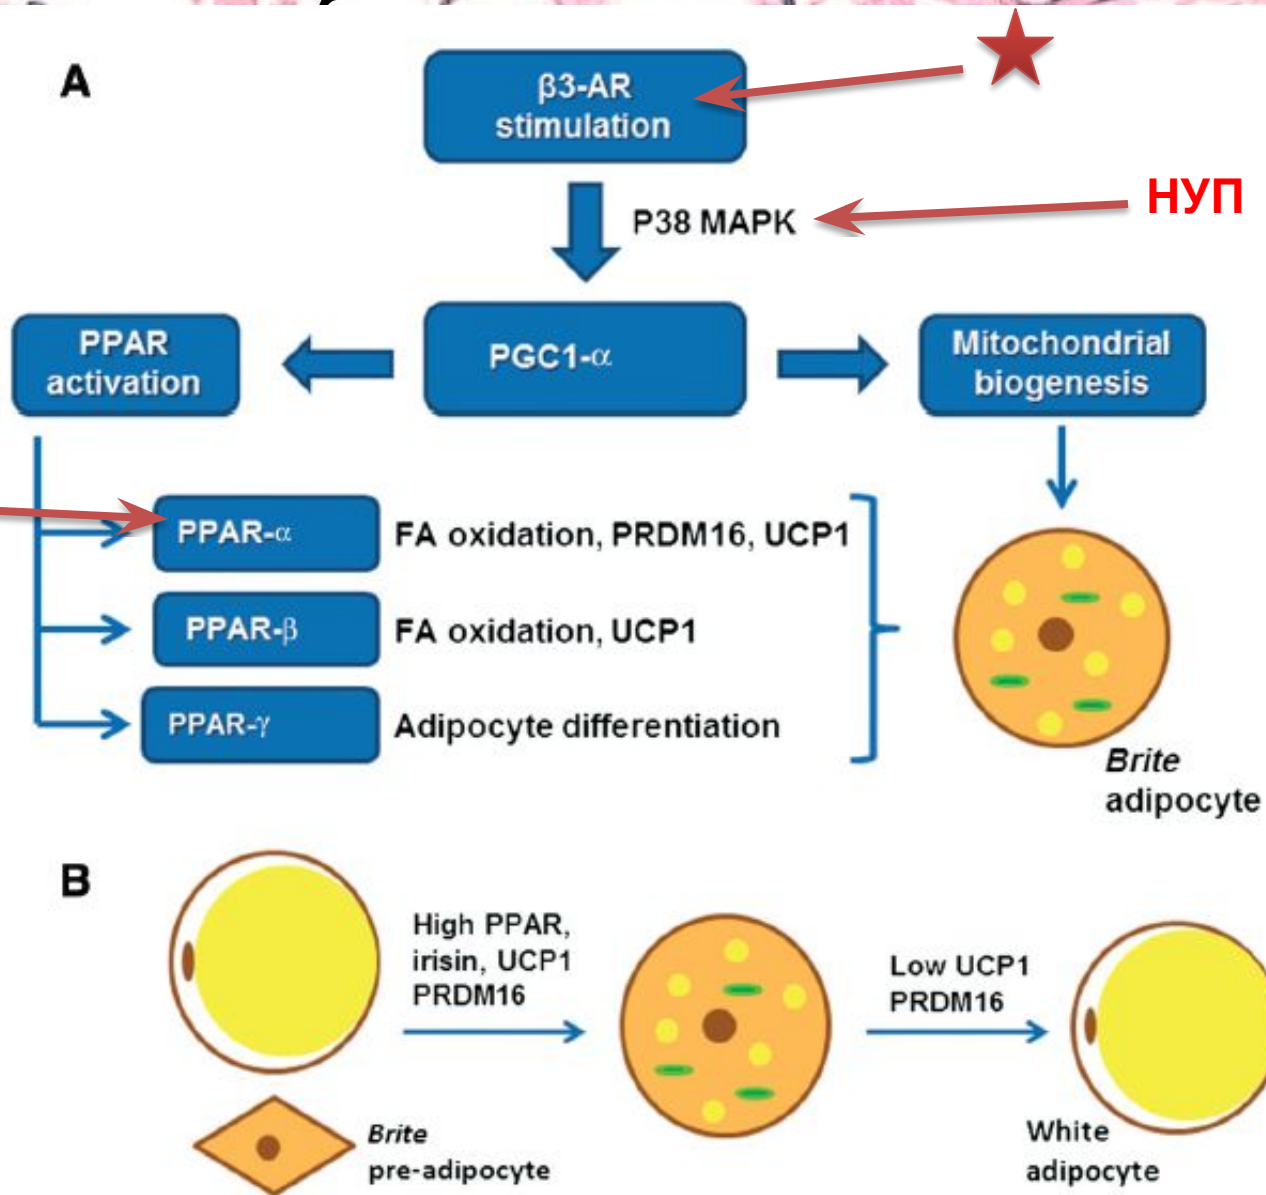 A
β3-AR
stimulation
P38 MAPK
НУП
PPAR
activation
PGC1-α
Mitochondrial
biogenesis
PPAR-α
FA oxidation, PRDM16, UCP1
PPAR-β
FA oxidation, UCP1
PPAR-γ
Adipocyte differentiation
Brite
adipocyte
B
High PPAR,
irisin, UCP1
PRDM16
Low UCP1
PRDM16
Brite
pre-adipocyte
White
adipocyte